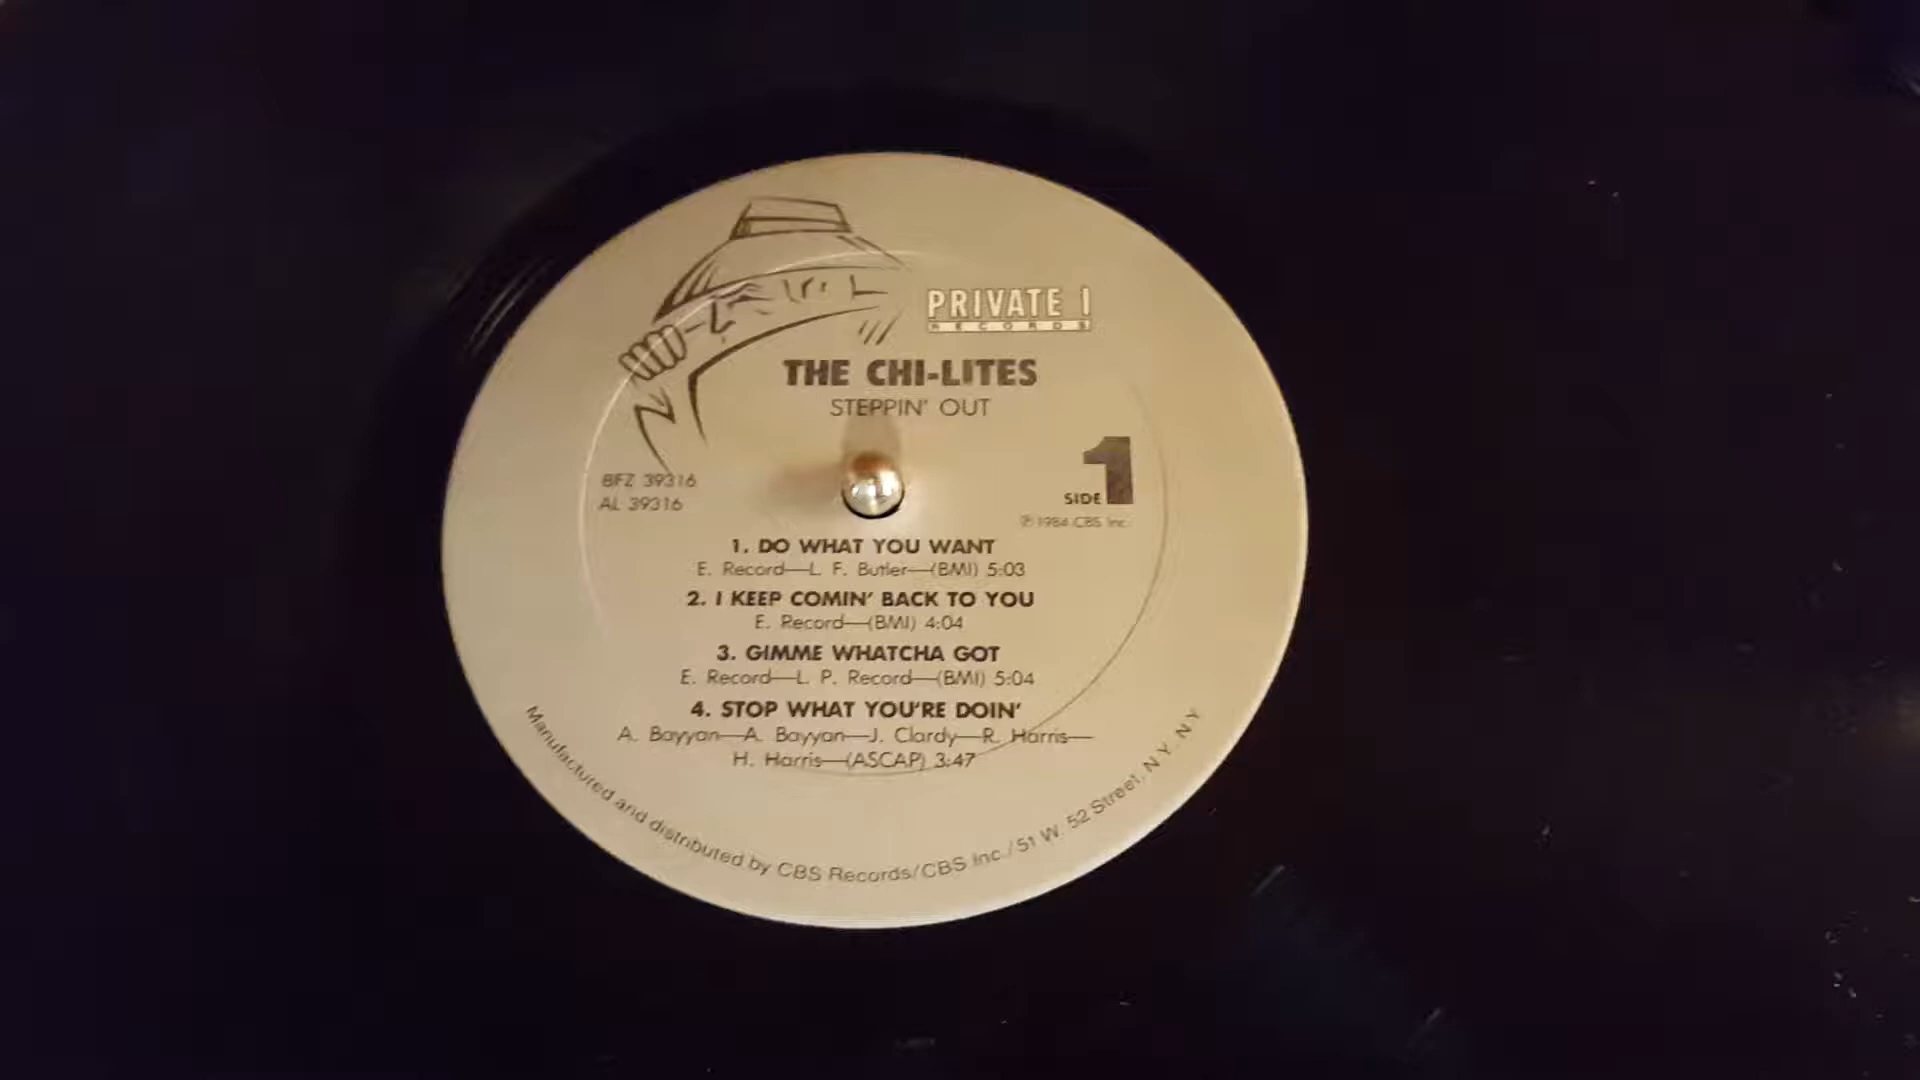 PRIVATE I
RECORDS
THE CHI-LITES
STEPPIN' OUT
BFZ 39316
AL 39316
SIDE 1
℗ 1984 CBS Inc.
1. DO WHAT YOU WANT
E. Record—L. F. Butler—(BMI) 5:03
2. I KEEP COMIN' BACK TO YOU
E. Record—(BMI) 4:04
3. GIMME WHATCHA GOT
E. Record—L. P. Record—(BMI) 5:04
4. STOP WHAT YOU'RE DOIN'
A. Bayyan—A. Bayyan—J. Clardy—R. Harris—
H. Harris—(ASCAP) 3:47
Manufactured and distributed by CBS Records/CBS Inc./51 W. 52 Street, N.Y. N.Y.